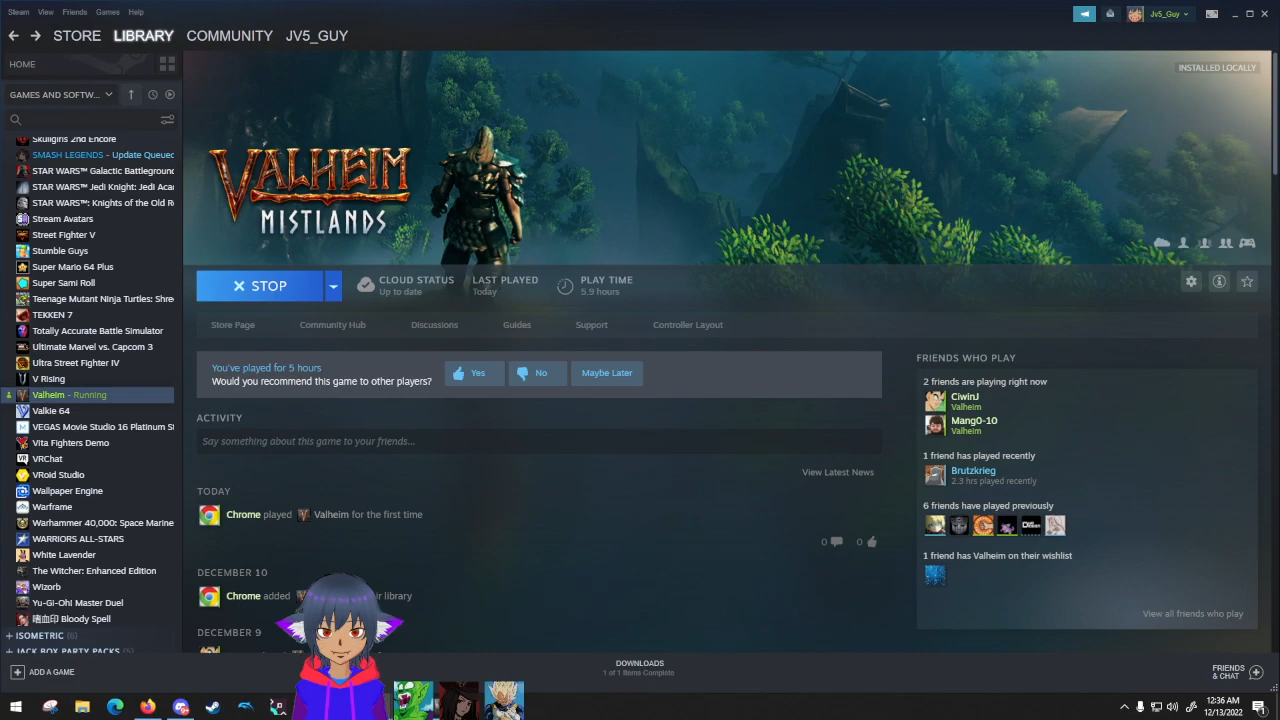 Steam View Friends Games Help
Jv5_Guy
STORE LIBRARY COMMUNITY JV5_GUY
HOME
INSTALLED LOCALLY
GAMES AND SOFTW...
Skullgirls 2nd Encore
SMASH LEGENDS - Update Queued
STAR WARS™ Galactic Battleground
STAR WARS™ Jedi Knight: Jedi Aca
STAR WARS™: Knights of the Old R
Stream Avatars
Street Fighter V
Stumble Guys
Super Mario 64 Plus
Super Sami Roll
Teenage Mutant Ninja Turtles: Shre
TEKKEN 7
Totally Accurate Battle Simulator
Ultimate Marvel vs. Capcom 3
Ultra Street Fighter IV
V Rising
Valheim - Running
Valkie 64
VEGAS Movie Studio 16 Platinum St
Vita Fighters Demo
VRChat
VRoid Studio
Wallpaper Engine
Warframe
Warhammer 40,000: Space Marine
WARRIORS ALL-STARS
White Lavender
The Witcher: Enhanced Edition
Wizorb
Yu-Gi-Oh! Master Duel
嗜血印 Bloody Spell
ISOMETRIC (6)
JACK BOX PARTY PACKS (5)
ADD A GAME
VALHEIM
MISTLANDS
STOP
CLOUD STATUS
Up to date
LAST PLAYED
Today
PLAY TIME
5.9 hours
Store Page Community Hub Discussions Guides Support Controller Layout
You've played for 5 hours
Would you recommend this game to other players?
Yes No Maybe Later
ACTIVITY
Say something about this game to your friends...
View Latest News
TODAY
Chrome played Valheim for the first time
0 0
DECEMBER 10
Chrome added ir library
DECEMBER 9
FRIENDS WHO PLAY
2 friends are playing right now
CiwinJ
Valheim
Mang0-10
Valheim
1 friend has played recently
Brutzkrieg
2.3 hrs played recently
6 friends have played previously
1 friend has Valheim on their wishlist
View all friends who play
DOWNLOADS
1 of 1 Items Complete
FRIENDS
& CHAT
12:36 AM
12/13/2022
1